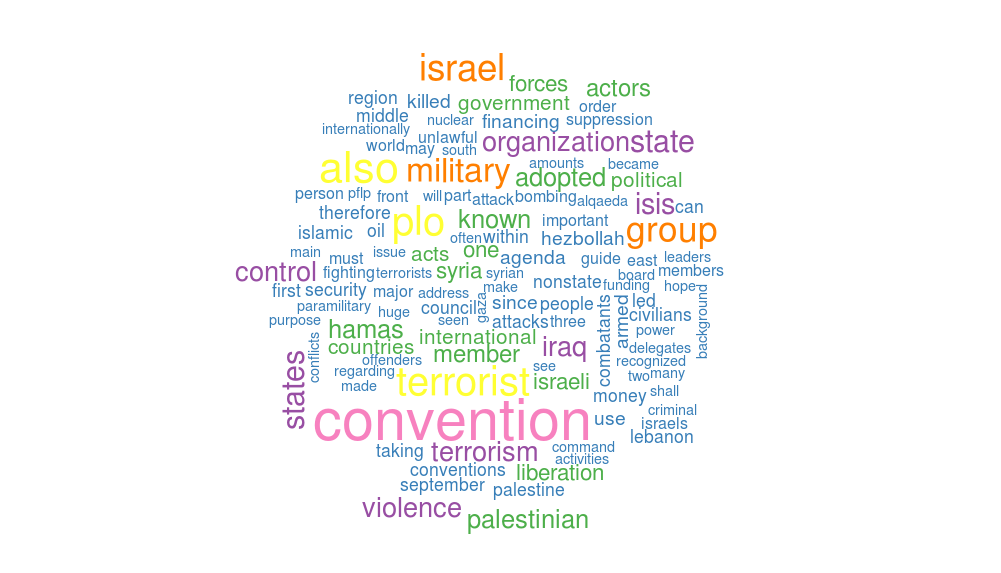 israel
forces
actors
region
killed
government
order
middle
nuclear
financing
suppression
internationally
unlawful
organization
state
world
may
south
also
military
amounts
became
adopted
political
person
pflp
front
will
part
attack
bombing
alqaeda
isis
can
therefore
plo
known
important
group
islamic
oil
often
within
hezbollah
main
must
issue
acts
one
agenda
guide
east
leaders
control
fighting
terrorists
syria
syrian
board
members
nonstate
funding
hope
make
first
security
major
address
gaza
since
people
combatants
armed
led
background
paramilitary
huge
council
civilians
purpose
seen
attacks
three
power
hamas
international
conflicts
countries
member
iraq
delegates
offenders
recognized
states
regarding
see
two
many
made
terrorist
israeli
money
shall
convention
use
criminal
israels
lebanon
taking
terrorism
command
activities
conventions
liberation
september
palestine
violence
palestinian